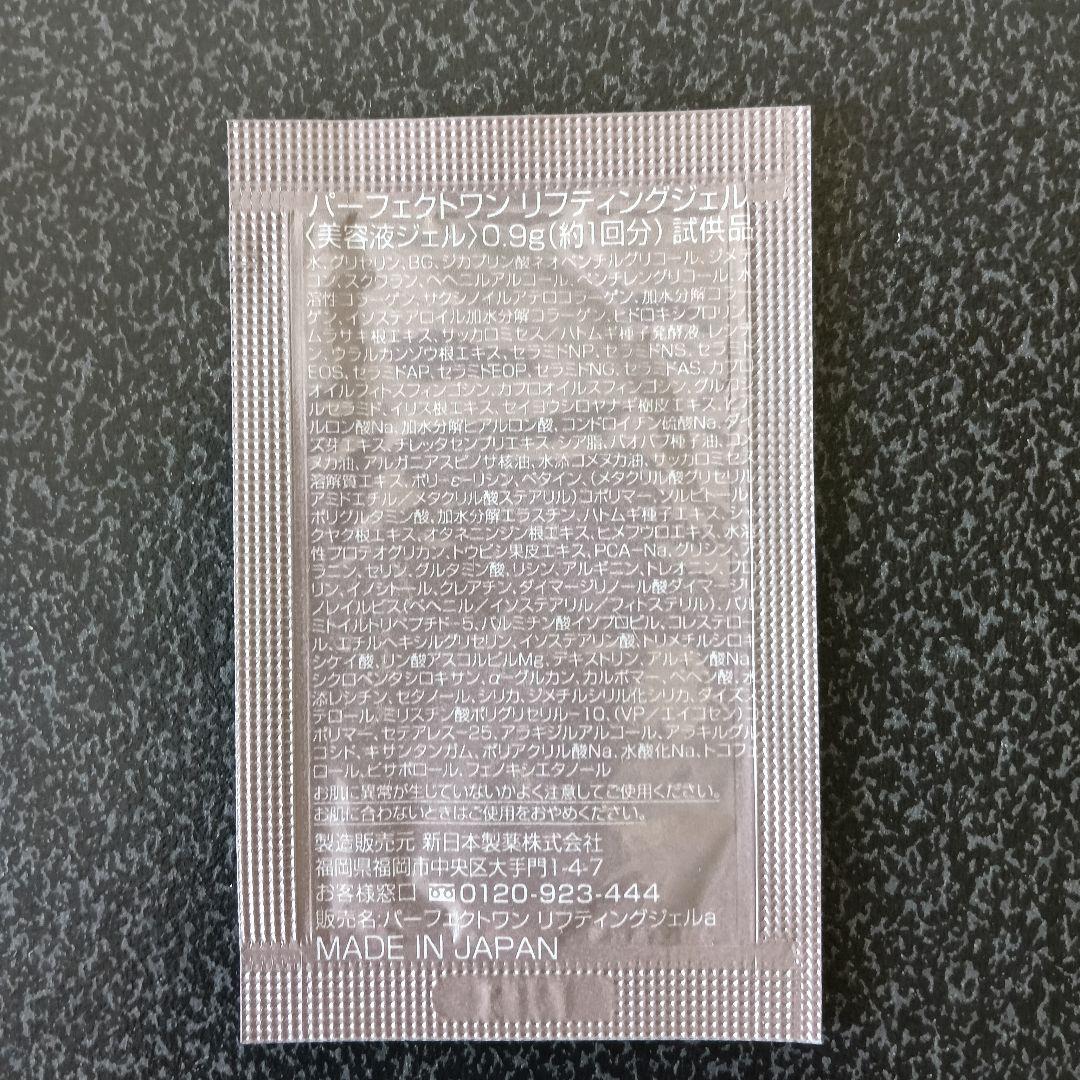 パーフェクトワン リフティングジェル
〈美容液ジェル〉0.9g(約1回分) 試供品
水、グリセリン、BG、ジカプリン酸ネオペンチルグリコール、ジメチ
コン、スクワラン、ベヘニルアルコール、ペンチレングリコール、水
溶性コラーゲン、サクシノイルアテロコラーゲン、加水分解コラー
ゲン、イソステアロイル加水分解コラーゲン、ヒドロキシプロリン、
ムラサキ根エキス、サッカロミセス/ハトムギ種子発酵液、レンチ
ン、ウラルカンゾウ根エキス、セラミドNP、セラミドNS、セラミド
EOS、セラミドAP、セラミドEOP、セラミドNG、セラミドAS、カプロ
オイルフィトスフィンゴシン、カプロオイルスフィンゴシン、グルコシ
ルセラミド、イリス根エキス、セイヨウシロヤナギ樹皮エキス、ヒア
ルロン酸Na、加水分解ヒアルロン酸、コンドロイチン硫酸Na、ダイ
ズ芽エキス、チレッタセンブリエキス、シア脂、バオバブ種子油、コメ
ヌカ油、アルガニアスピノサ核油、水添コメヌカ油、サッカロミセス
溶解質エキス、ポリ-ε-リシン、ベタイン、(メタクリル酸グリセリル
アミドエチル/メタクリル酸ステアリル)コポリマー、ソルビトール、
ポリグルタミン酸、加水分解エラスチン、ハトムギ種子エキス、シャ
クヤク根エキス、オタネニンジン根エキス、ヒメフウロエキス、水溶
性プロテオグリカン、トウビシ果皮エキス、PCA-Na、グリシン、ア
ラニン、セリン、グルタミン酸、リシン、アルギニン、トレオニン、プロ
リン、イノシトール、クレアチン、ダイマージリノール酸ダイマージリ
ノレイルビス(ベヘニル/イソステアリル/フィトステリル)、パル
ミトイルトリペプチド-5、パルミチン酸イソプロピル、コレステロー
ル、エチルヘキシルグリセリン、イソステアリン酸、トリメチルシロキ
シケイ酸、リン酸アスコルビルMg、デキストリン、アルギン酸Na、
シクロペンタシロキサン、α-グルカン、カルボマー、ベヘン酸、水
添レシチン、セタノール、シリカ、ジメチルシリル化シリカ、ダイズス
テロール、ミリスチン酸ポリグリセリル-10、(VP/エイコセン)コ
ポリマー、セテアレス-25、アラキジルアルコール、アラキルグル
コシド、キサンタンガム、ポリアクリル酸Na、水酸化Na、トコフェ
ロール、ビサボロール、フェノキシエタノール
お肌に異常が生じていないかよく注意してご使用ください。
お肌に合わないときはご使用をおやめください。
製造販売元 新日本製薬株式会社
福岡県福岡市中央区大手門1-4-7
お客様窓口 0120-923-444
販売名:パーフェクトワン リフティングジェルa
MADE IN JAPAN